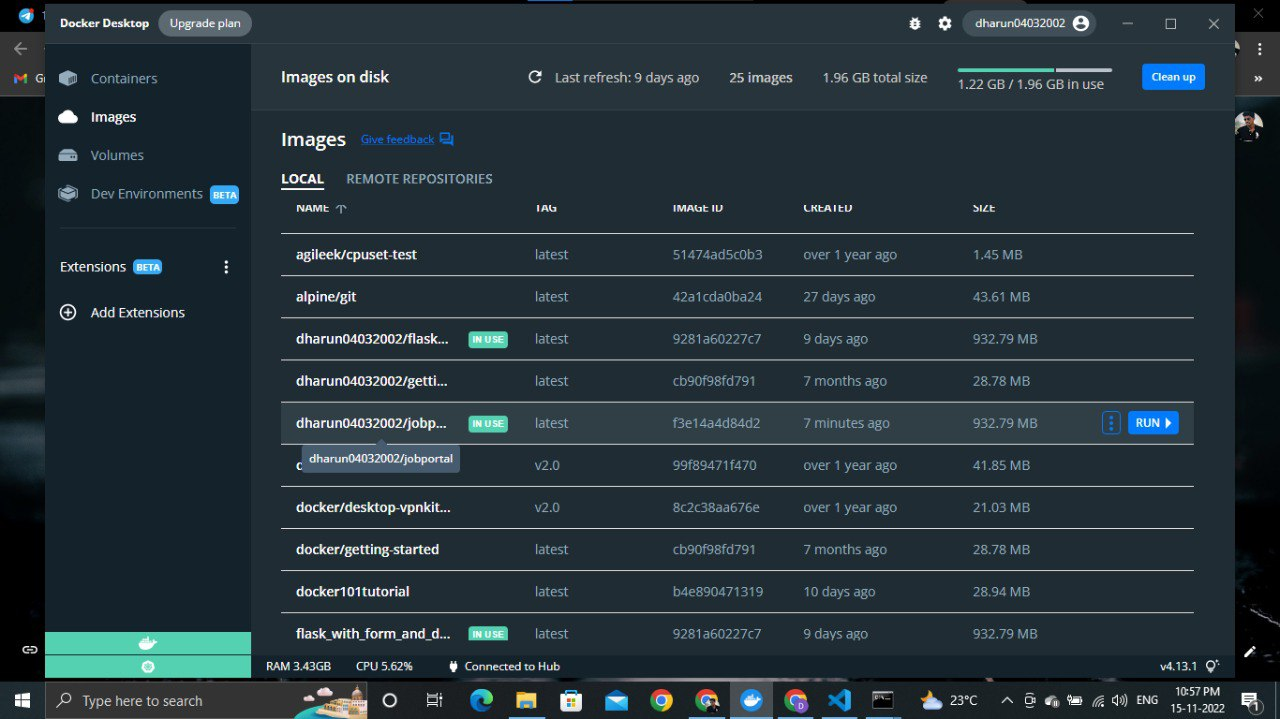 Docker Desktop Upgrade plan dharun04032002
Containers
Images
Volumes
Dev Environments BETA
Extensions BETA
Add Extensions
Images on disk Last refresh: 9 days ago 25 images 1.96 GB total size 1.22 GB / 1.96 GB in use Clean up
Images Give feedback
LOCAL REMOTE REPOSITORIES
NAME TAG IMAGE ID CREATED SIZE
agileek/cpuset-test latest 51474ad5c0b3 over 1 year ago 1.45 MB
alpine/git latest 42a1cda0ba24 27 days ago 43.61 MB
dharun04032002/flask... IN USE latest 9281a60227c7 9 days ago 932.79 MB
dharun04032002/getti... latest cb90f98fd791 7 months ago 28.78 MB
dharun04032002/jobp... IN USE latest f3e14a4d84d2 7 minutes ago 932.79 MB RUN
dharun04032002/jobportal
d v2.0 99f89471f470 over 1 year ago 41.85 MB
docker/desktop-vpnkit... v2.0 8c2c38aa676e over 1 year ago 21.03 MB
docker/getting-started latest cb90f98fd791 7 months ago 28.78 MB
docker101tutorial latest b4e890471319 10 days ago 28.94 MB
flask_with_form_and_d... IN USE latest 9281a60227c7 9 days ago 932.79 MB
RAM 3.43GB CPU 5.62% Connected to Hub v4.13.1
Type here to search 23°C ENG 10:57 PM
15-11-2022
1